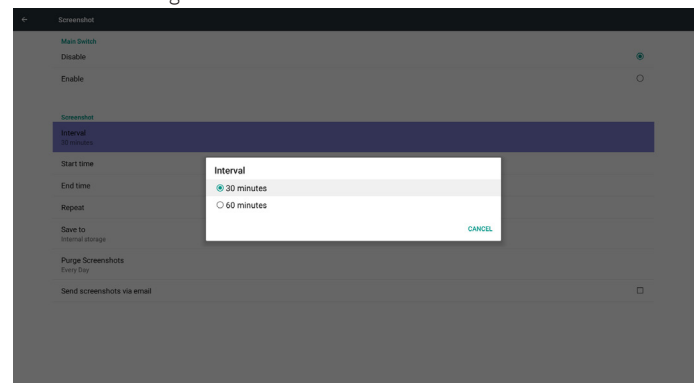 Screenshot
Main Switch
Disable
Enable
Screenshot
Interval
30 minutes
Start time
End time
Repeat
Save to
Internal storage
Purge Screenshots
Every Day
Send screenshots via email
Interval
30 minutes
60 minutes
CANCEL